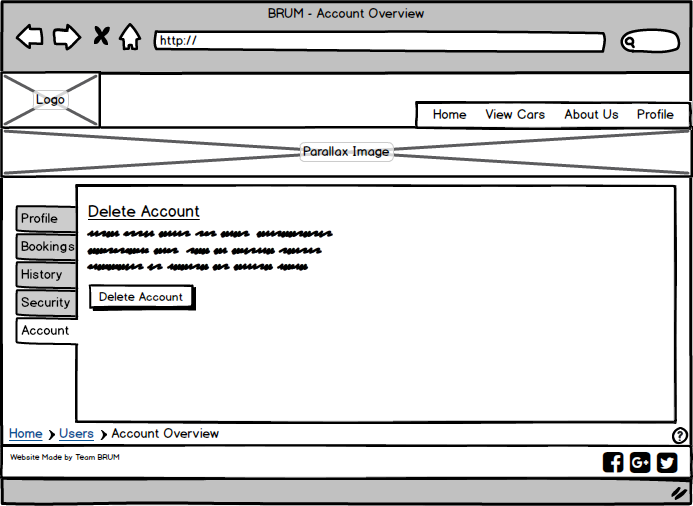 BRUM - Account Overview
http://
Logo
Home View Cars About Us Profile
Parallax Image
Profile
Bookings
History
Security
Account
Delete Account
Delete Account
Home Users Account Overview
?
Website Made by Team BRUM
f G+